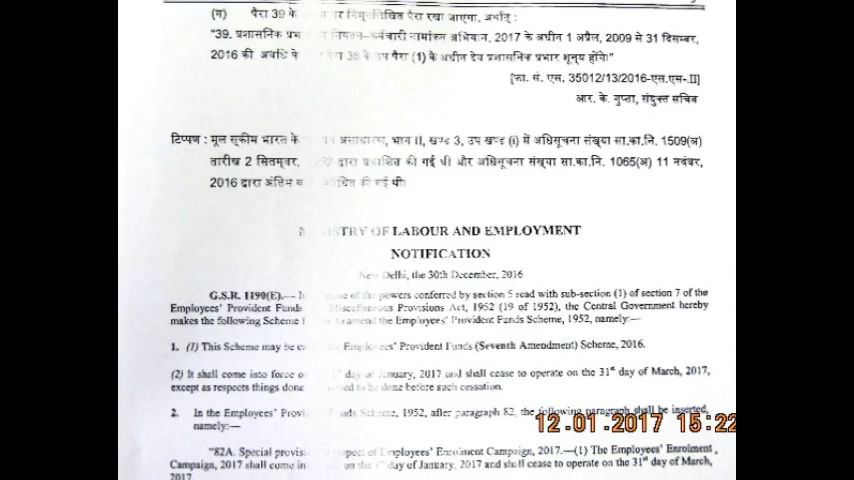 (ग) पैरा 39 के निम्नलिखित पैरा रखा जाएगा, अर्थात् :
"39. प्रशासनिक नियतन-कर्मचारी नामांकन अभियान, 2017 के अधीन 1 अप्रैल, 2009 से 31 दिसम्बर,
2016 की अवधि पैरा 38 के उप पैरा (1) के अधीन देय प्रशासनिक प्रभार शून्य होंगे।"
[फा. सं. एस. 35012/13/2016-एस.एस.-II]
आर. के. गुप्ता, संयुक्त सचिव
टिप्पण : मूल स्कीम भारत के असाधारण, भाग II, खण्ड 3, उप खण्ड (i) में अधिसूचना संख्या सा.का.नि. 1509(अ)
तारीख 2 सितम्बर, द्वारा प्रकाशित की गई थी और अधिसूचना संख्या सा.का.नि. 1065(अ) 11 नवंबर,
2016 द्वारा अंतिम की गई थी।
MINISTRY OF LABOUR AND EMPLOYMENT
NOTIFICATION
New Delhi, the 30th December, 2016
G.S.R. 1190(E).— of the powers conferred by section 5 read with sub-section (1) of section 7 of the
Employees' Provident Funds Miscellaneous Provisions Act, 1952 (19 of 1952), the Central Government hereby
makes the following Scheme to amend the Employees' Provident Funds Scheme, 1952, namely:—
1. (1) This Scheme may be Employees' Provident Funds (Seventh Amendment) Scheme, 2016.
(2) It shall come into force day of January, 2017 and shall cease to operate on the 31st day of March, 2017,
except as respects things done to be done before such cessation.
2. In the Employees' Funds Scheme, 1952, after paragraph 82, the following paragraph shall be inserted,
namely:—
12.01.2017 15:22
"82A. Special respect of Employees' Enrolment Campaign, 2017.—(1) The Employees' Enrolment
Campaign, 2017 shall come on the day of January, 2017 and shall cease to operate on the 31st day of March,
2017